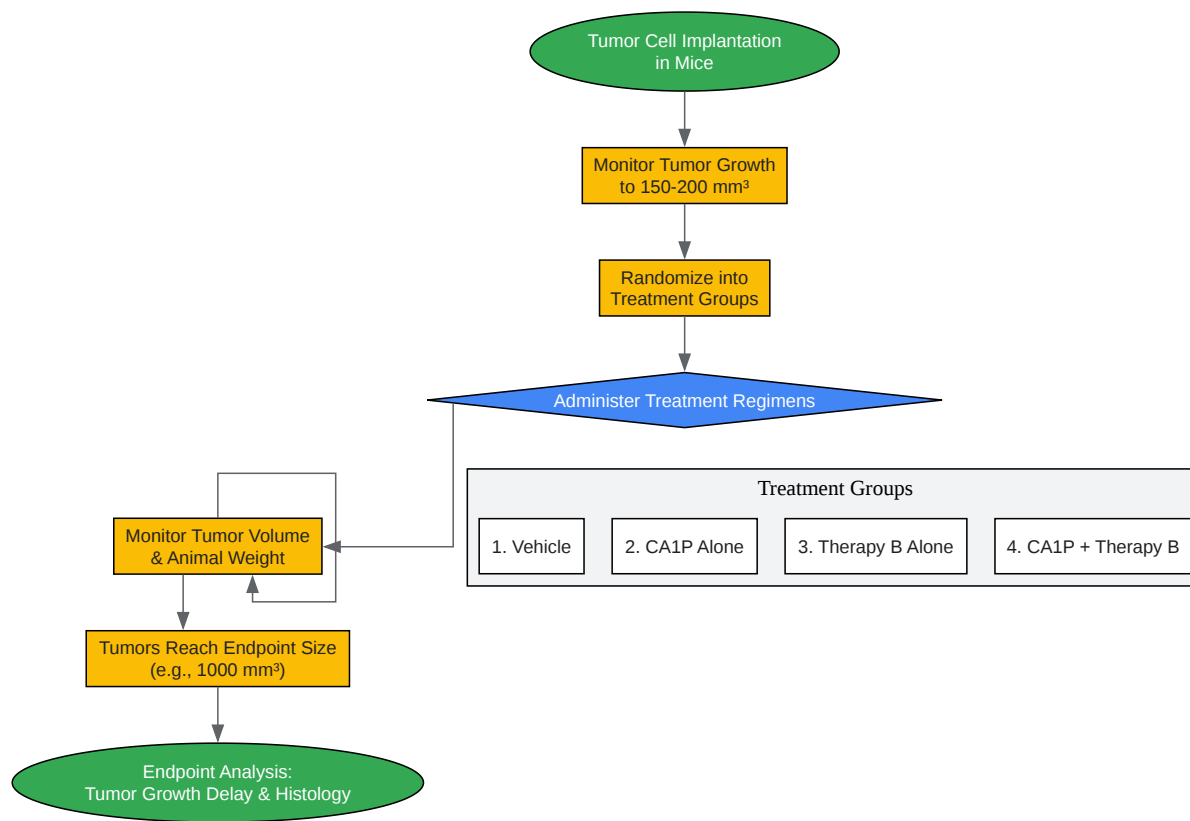 Tumor Cell Implantation
in Mice
Monitor Tumor Growth
to 150-200 mm³
Randomize into
Treatment Groups
Administer Treatment Regimens
Treatment Groups
1. Vehicle
2. CA1P Alone
3. Therapy B Alone
4. CA1P + Therapy B
Monitor Tumor Volume
& Animal Weight
Tumors Reach Endpoint Size
(e.g., 1000 mm³)
Endpoint Analysis:
Tumor Growth Delay & Histology